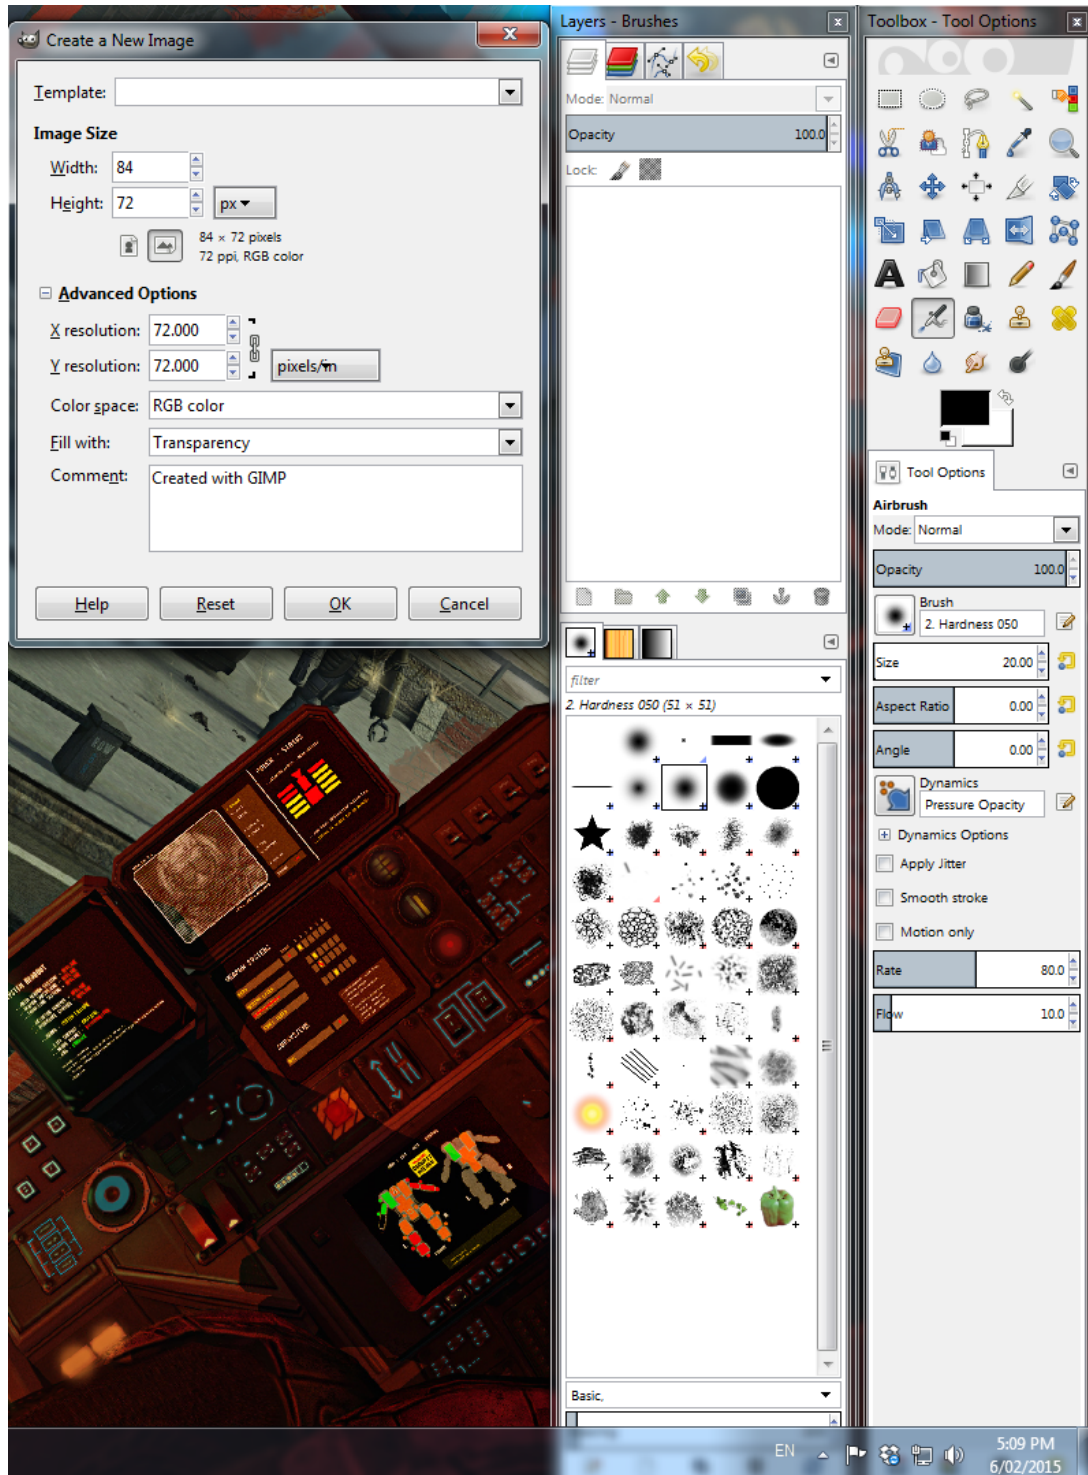 Create a New Image
Template:
Image Size
Width: 84
Height: 72 px
84 × 72 pixels
72 ppi, RGB color
Advanced Options
X resolution: 72.000
Y resolution: 72.000 pixels/in
Color space: RGB color
Fill with: Transparency
Comment: Created with GIMP
Help Reset OK Cancel
Layers - Brushes
Mode: Normal
Opacity 100.0
Lock:
filter
2. Hardness 050 (51 × 51)
Basic,
Toolbox - Tool Options
Tool Options
Airbrush
Mode: Normal
Opacity 100.0
Brush
2. Hardness 050
Size 20.00
Aspect Ratio 0.00
Angle 0.00
Dynamics
Pressure Opacity
Dynamics Options
Apply Jitter
Smooth stroke
Motion only
Rate 80.0
Flow 10.0
EN
5:09 PM
6/02/2015